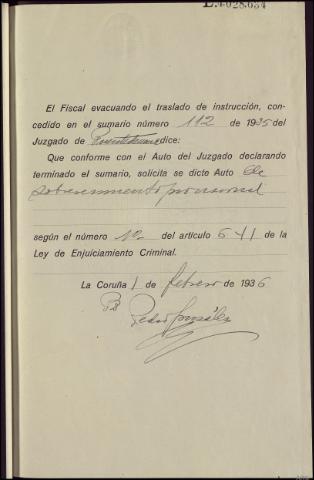 L.4028.634
El Fiscal evacuando el traslado de instrucción, con-
cedido en el sumario número 112 de 1935 del
Juzgado de Puentedeume dice:
Que conforme con el Auto del Juzgado declarando
terminado el sumario, solicita se dicte Auto de
sobreseimiento provisional
según el número 1º del artículo 641 de la
Ley de Enjuiciamiento Criminal.
La Coruña 1 de febrero de 1936
Pedro González